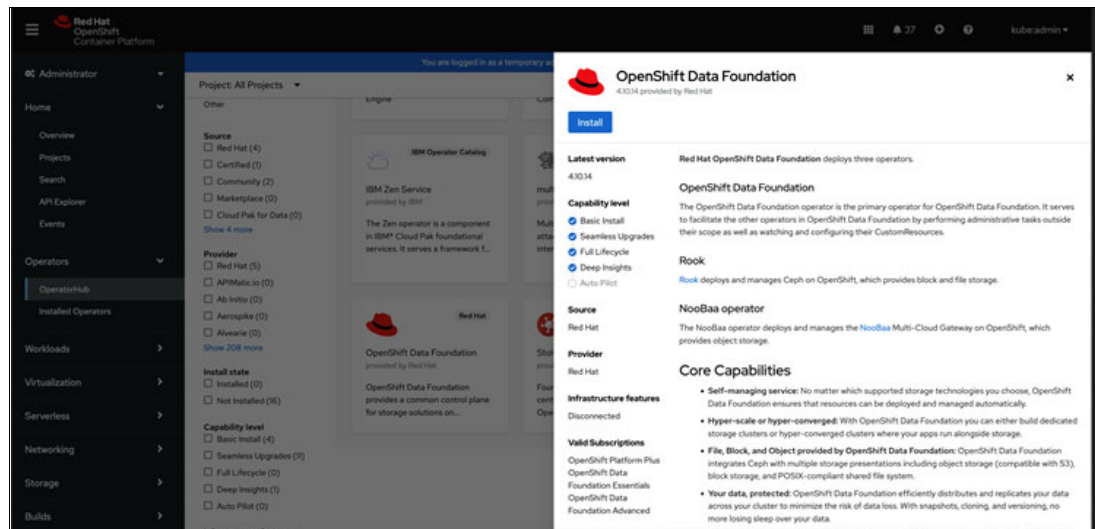 Red Hat
OpenShift
Container Platform
37
kube:admin
Administrator
Home
Overview
Projects
Search
API Explorer
Events
Operators
OperatorHub
Installed Operators
Workloads
Virtualization
Serverless
Networking
Storage
Builds
You are logged in as a temporary
Project: All Projects
Other
Source
Red Hat (4)
Certified (1)
Community (2)
Marketplace (0)
Cloud Pak for Data (0)
Show 4 more
Provider
Red Hat (5)
APIMatic.io (0)
Ab Initio (0)
Aerospike (0)
Alvearie (0)
Show 208 more
Install state
Installed (0)
Not Installed (16)
Capability level
Basic Install (4)
Seamless Upgrades (11)
Full Lifecycle (0)
Deep Insights (1)
Auto Pilot (0)
Engine
IBM Operator Catalog
IBM Zen Service
provided by IBM
The Zen operator is a component
in IBM® Cloud Pak foundational
services. It serves a framework f...
Red Hat
OpenShift Data Foundation
provided by Red Hat
OpenShift Data Foundation
provides a common control plane
for storage solutions on...
OpenShift Data Foundation
4.10.14 provided by Red Hat
Install
Latest version
4.10.14
Capability level
Basic Install
Seamless Upgrades
Full Lifecycle
Deep Insights
Auto Pilot
Source
Red Hat
Provider
Red Hat
Infrastructure features
Disconnected
Valid Subscriptions
OpenShift Platform Plus
OpenShift Data
Foundation Essentials
OpenShift Data
Foundation Advanced
Red Hat OpenShift Data Foundation deploys three operators.
OpenShift Data Foundation
The OpenShift Data Foundation operator is the primary operator for OpenShift Data Foundation. It serves
to facilitate the other operators in OpenShift Data Foundation by performing administrative tasks outside
their scope as well as watching and configuring their CustomResources.
Rook
Rook deploys and manages Ceph on OpenShift, which provides block and file storage.
NooBaa operator
The NooBaa operator deploys and manages the NooBaa Multi-Cloud Gateway on OpenShift, which
provides object storage.
Core Capabilities
• Self-managing service: No matter which supported storage technologies you choose, OpenShift
Data Foundation ensures that resources can be deployed and managed automatically.
• Hyper-scale or hyper-converged: With OpenShift Data Foundation you can either build dedicated
storage clusters or hyper-converged clusters where your apps run alongside storage.
• File, Block, and Object provided by OpenShift Data Foundation: OpenShift Data Foundation
integrates Ceph with multiple storage presentations including object storage (compatible with S3),
block storage, and POSIX-compliant shared file system.
• Your data, protected: OpenShift Data Foundation efficiently distributes and replicates your data
across your cluster to minimize the risk of data loss. With snapshots, cloning, and versioning, no
more losing sleep over your data.